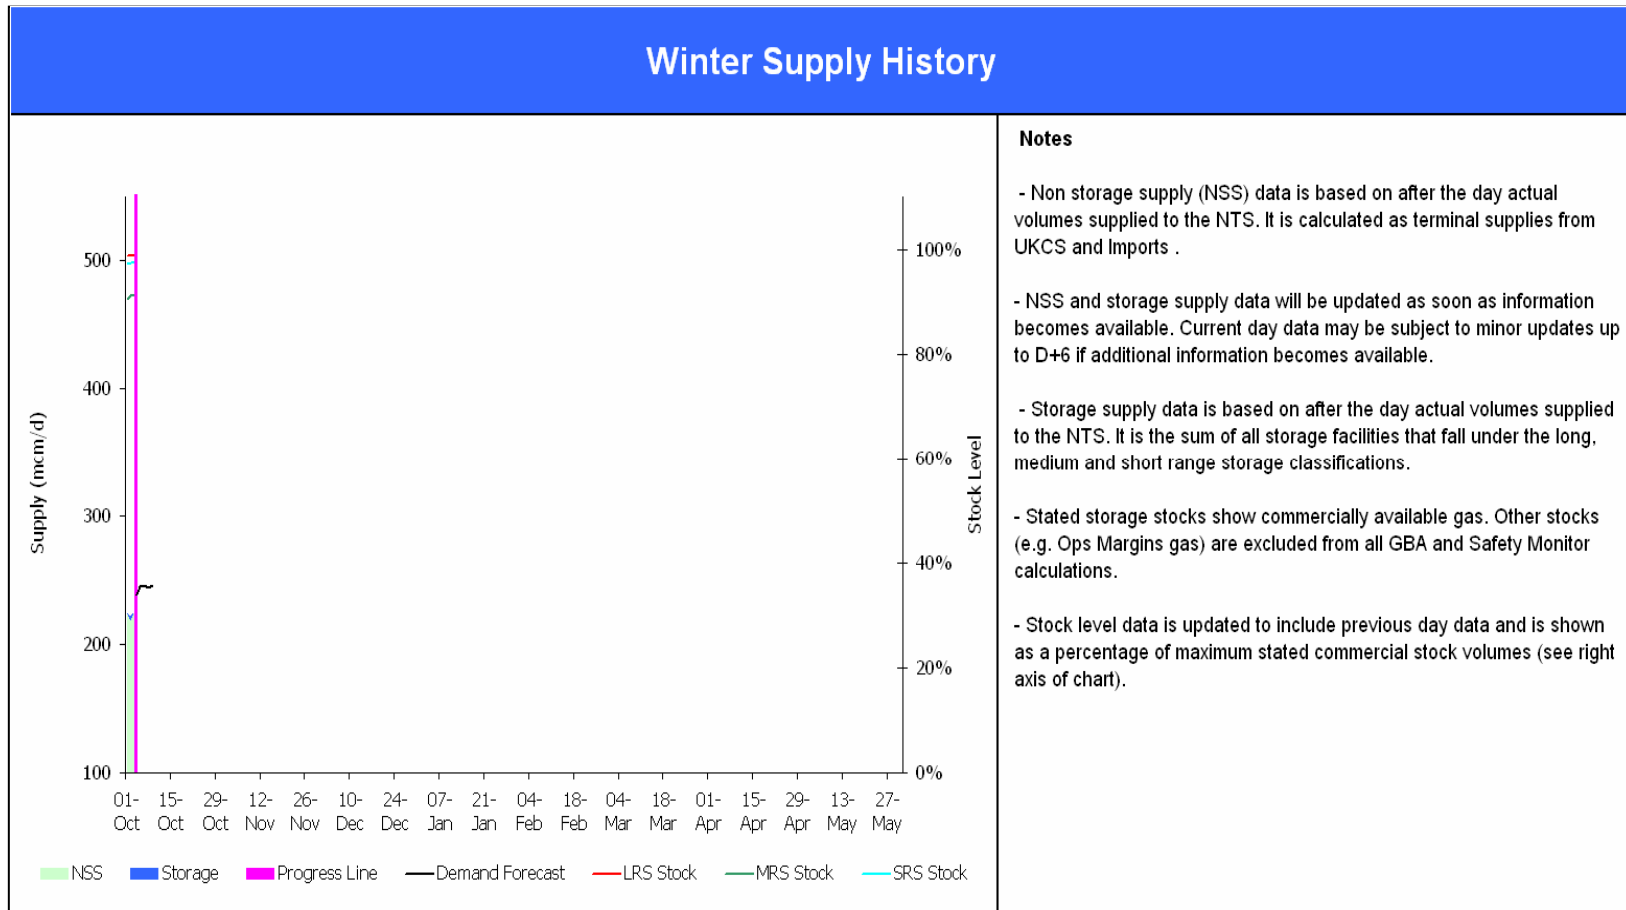 Winter Supply History
Supply (mcm/d)
500
400
300
200
100
100%
80%
60%
40%
20%
0%
Stock Level
01-Oct
15-Oct
29-Oct
12-Nov
26-Nov
10-Dec
24-Dec
07-Jan
21-Jan
04-Feb
18-Feb
04-Mar
18-Mar
01-Apr
15-Apr
29-Apr
13-May
27-May
NSS Storage Progress Line Demand Forecast LRS Stock MRS Stock SRS Stock
Notes
- Non storage supply (NSS) data is based on after the day actual
volumes supplied to the NTS. It is calculated as terminal supplies from
UKCS and Imports .
- NSS and storage supply data will be updated as soon as information
becomes available. Current day data may be subject to minor updates up
to D+6 if additional information becomes available.
- Storage supply data is based on after the day actual volumes supplied
to the NTS. It is the sum of all storage facilities that fall under the long,
medium and short range storage classifications.
- Stated storage stocks show commercially available gas. Other stocks
(e.g. Ops Margins gas) are excluded from all GBA and Safety Monitor
calculations.
- Stock level data is updated to include previous day data and is shown
as a percentage of maximum stated commercial stock volumes (see right
axis of chart).